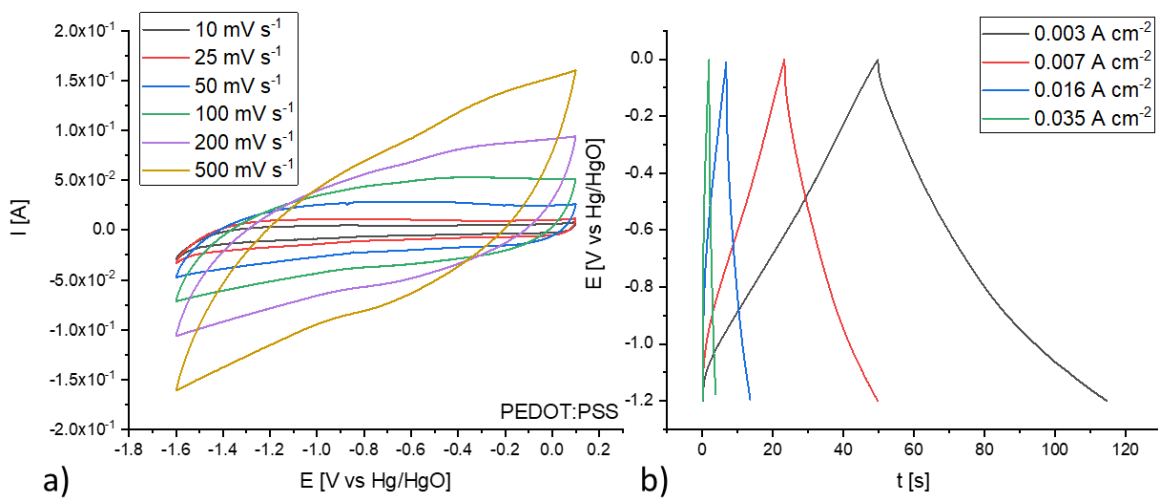 2.0x10⁻¹
1.5x10⁻¹
1.0x10⁻¹
5.0x10⁻²
0.0
-5.0x10⁻²
-1.0x10⁻¹
-1.5x10⁻¹
-2.0x10⁻¹
I [A]
10 mV s⁻¹
25 mV s⁻¹
50 mV s⁻¹
100 mV s⁻¹
200 mV s⁻¹
500 mV s⁻¹
PEDOT:PSS
-1.8 -1.6 -1.4 -1.2 -1.0 -0.8 -0.6 -0.4 -0.2 0.0 0.2
E [V vs Hg/HgO]
a)
0.0
-0.2
-0.4
-0.6
-0.8
-1.0
-1.2
E [V vs Hg/HgO]
0.003 A cm⁻²
0.007 A cm⁻²
0.016 A cm⁻²
0.035 A cm⁻²
0 20 40 60 80 100 120
t [s]
b)